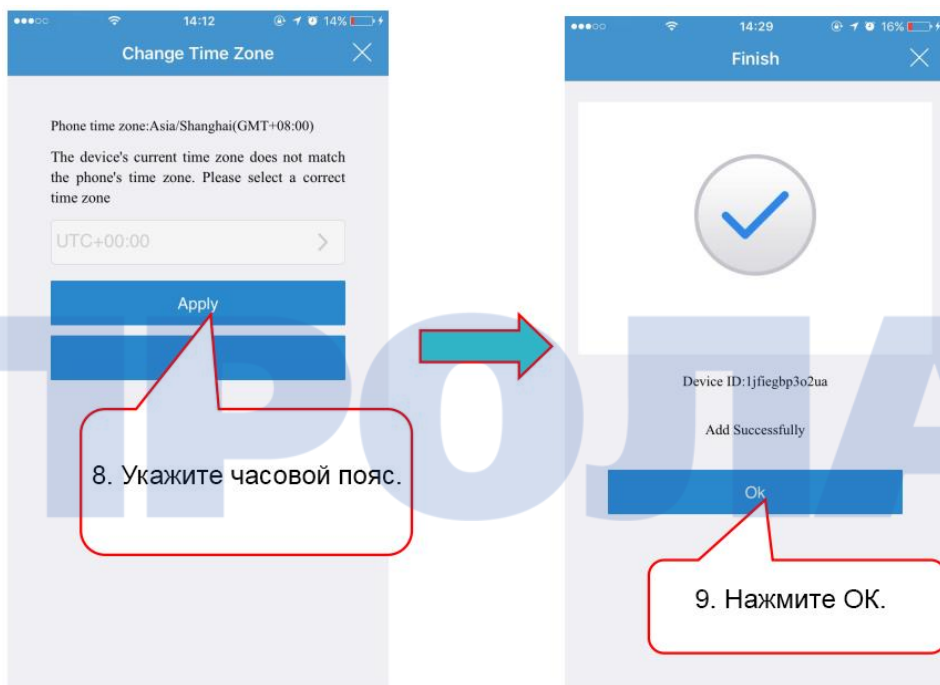 14:12
14%
Change Time Zone
Phone time zone:Asia/Shanghai(GMT+08:00)
The device's current time zone does not match
the phone's time zone. Please select a correct
time zone
UTC+00:00
Apply
8. Укажите часовой пояс.
14:29
16%
Finish
Device ID:1jfiegbp3o2ua
Add Successfully
Ok
9. Нажмите ОК.
ПРОЛА